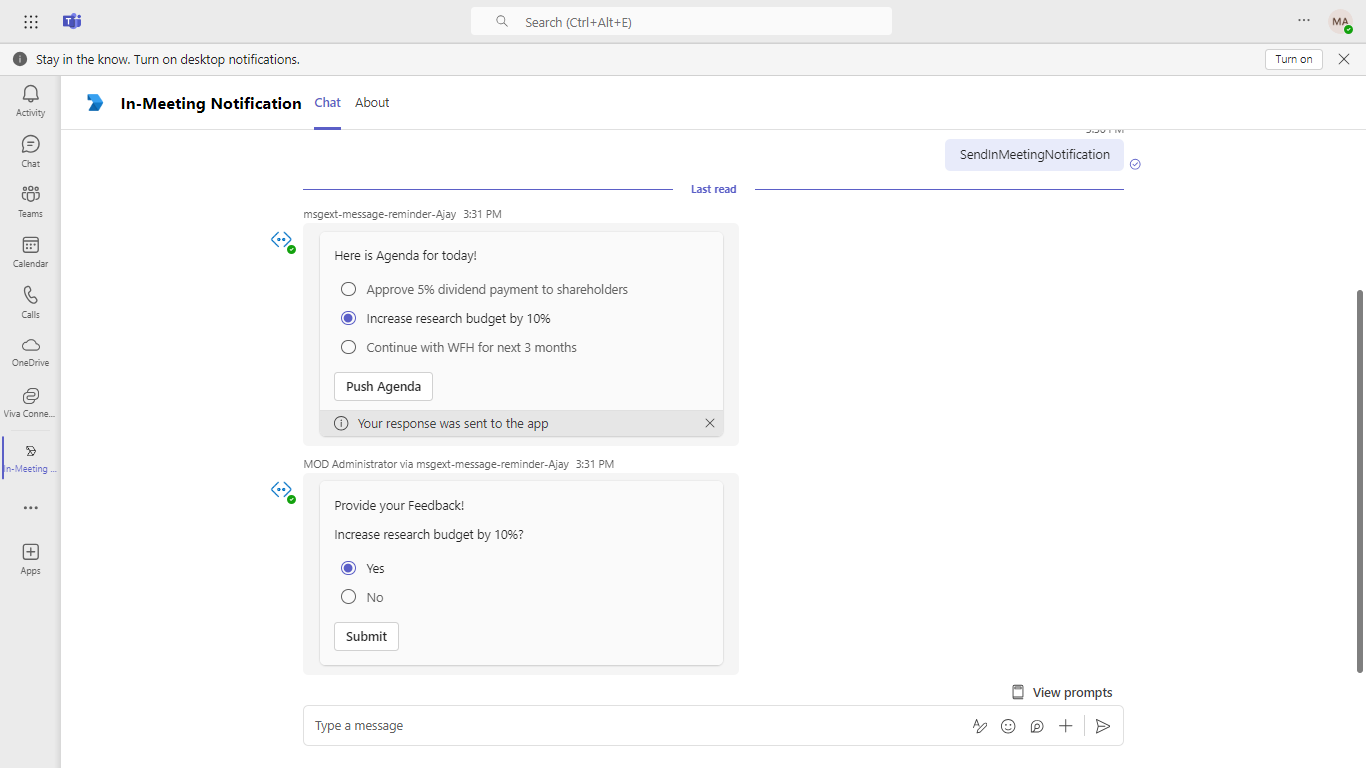 Search (Ctrl+Alt+E)
MA
Stay in the know. Turn on desktop notifications.
Turn on
Activity
Chat
Teams
Calendar
Calls
OneDrive
Viva Conne...
In-Meeting ...
Apps
In-Meeting Notification
Chat
About
3:30 PM
SendInMeetingNotification
Last read
msgext-message-reminder-Ajay 3:31 PM
Here is Agenda for today!
Approve 5% dividend payment to shareholders
Increase research budget by 10%
Continue with WFH for next 3 months
Push Agenda
Your response was sent to the app
MOD Administrator via msgext-message-reminder-Ajay 3:31 PM
Provide your Feedback!
Increase research budget by 10%?
Yes
No
Submit
View prompts
Type a message